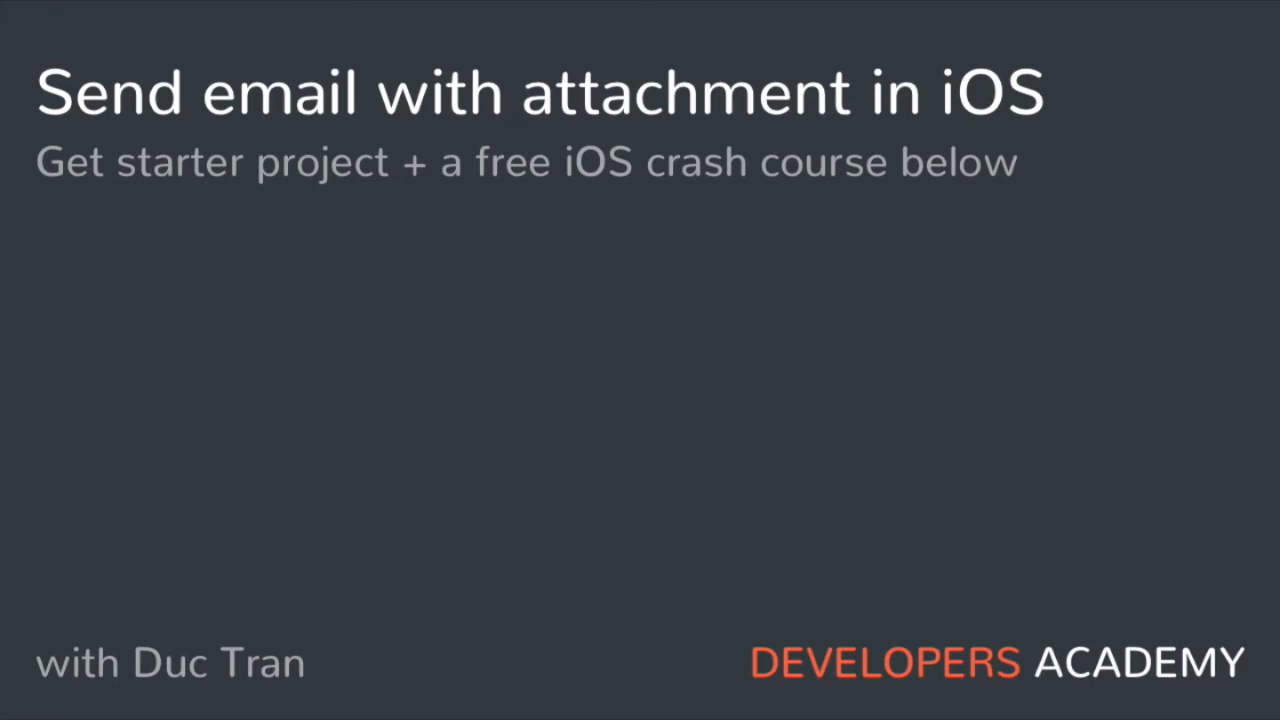 Send email with attachment in iOS
Get starter project + a free iOS crash course below
with Duc Tran
DEVELOPERS ACADEMY